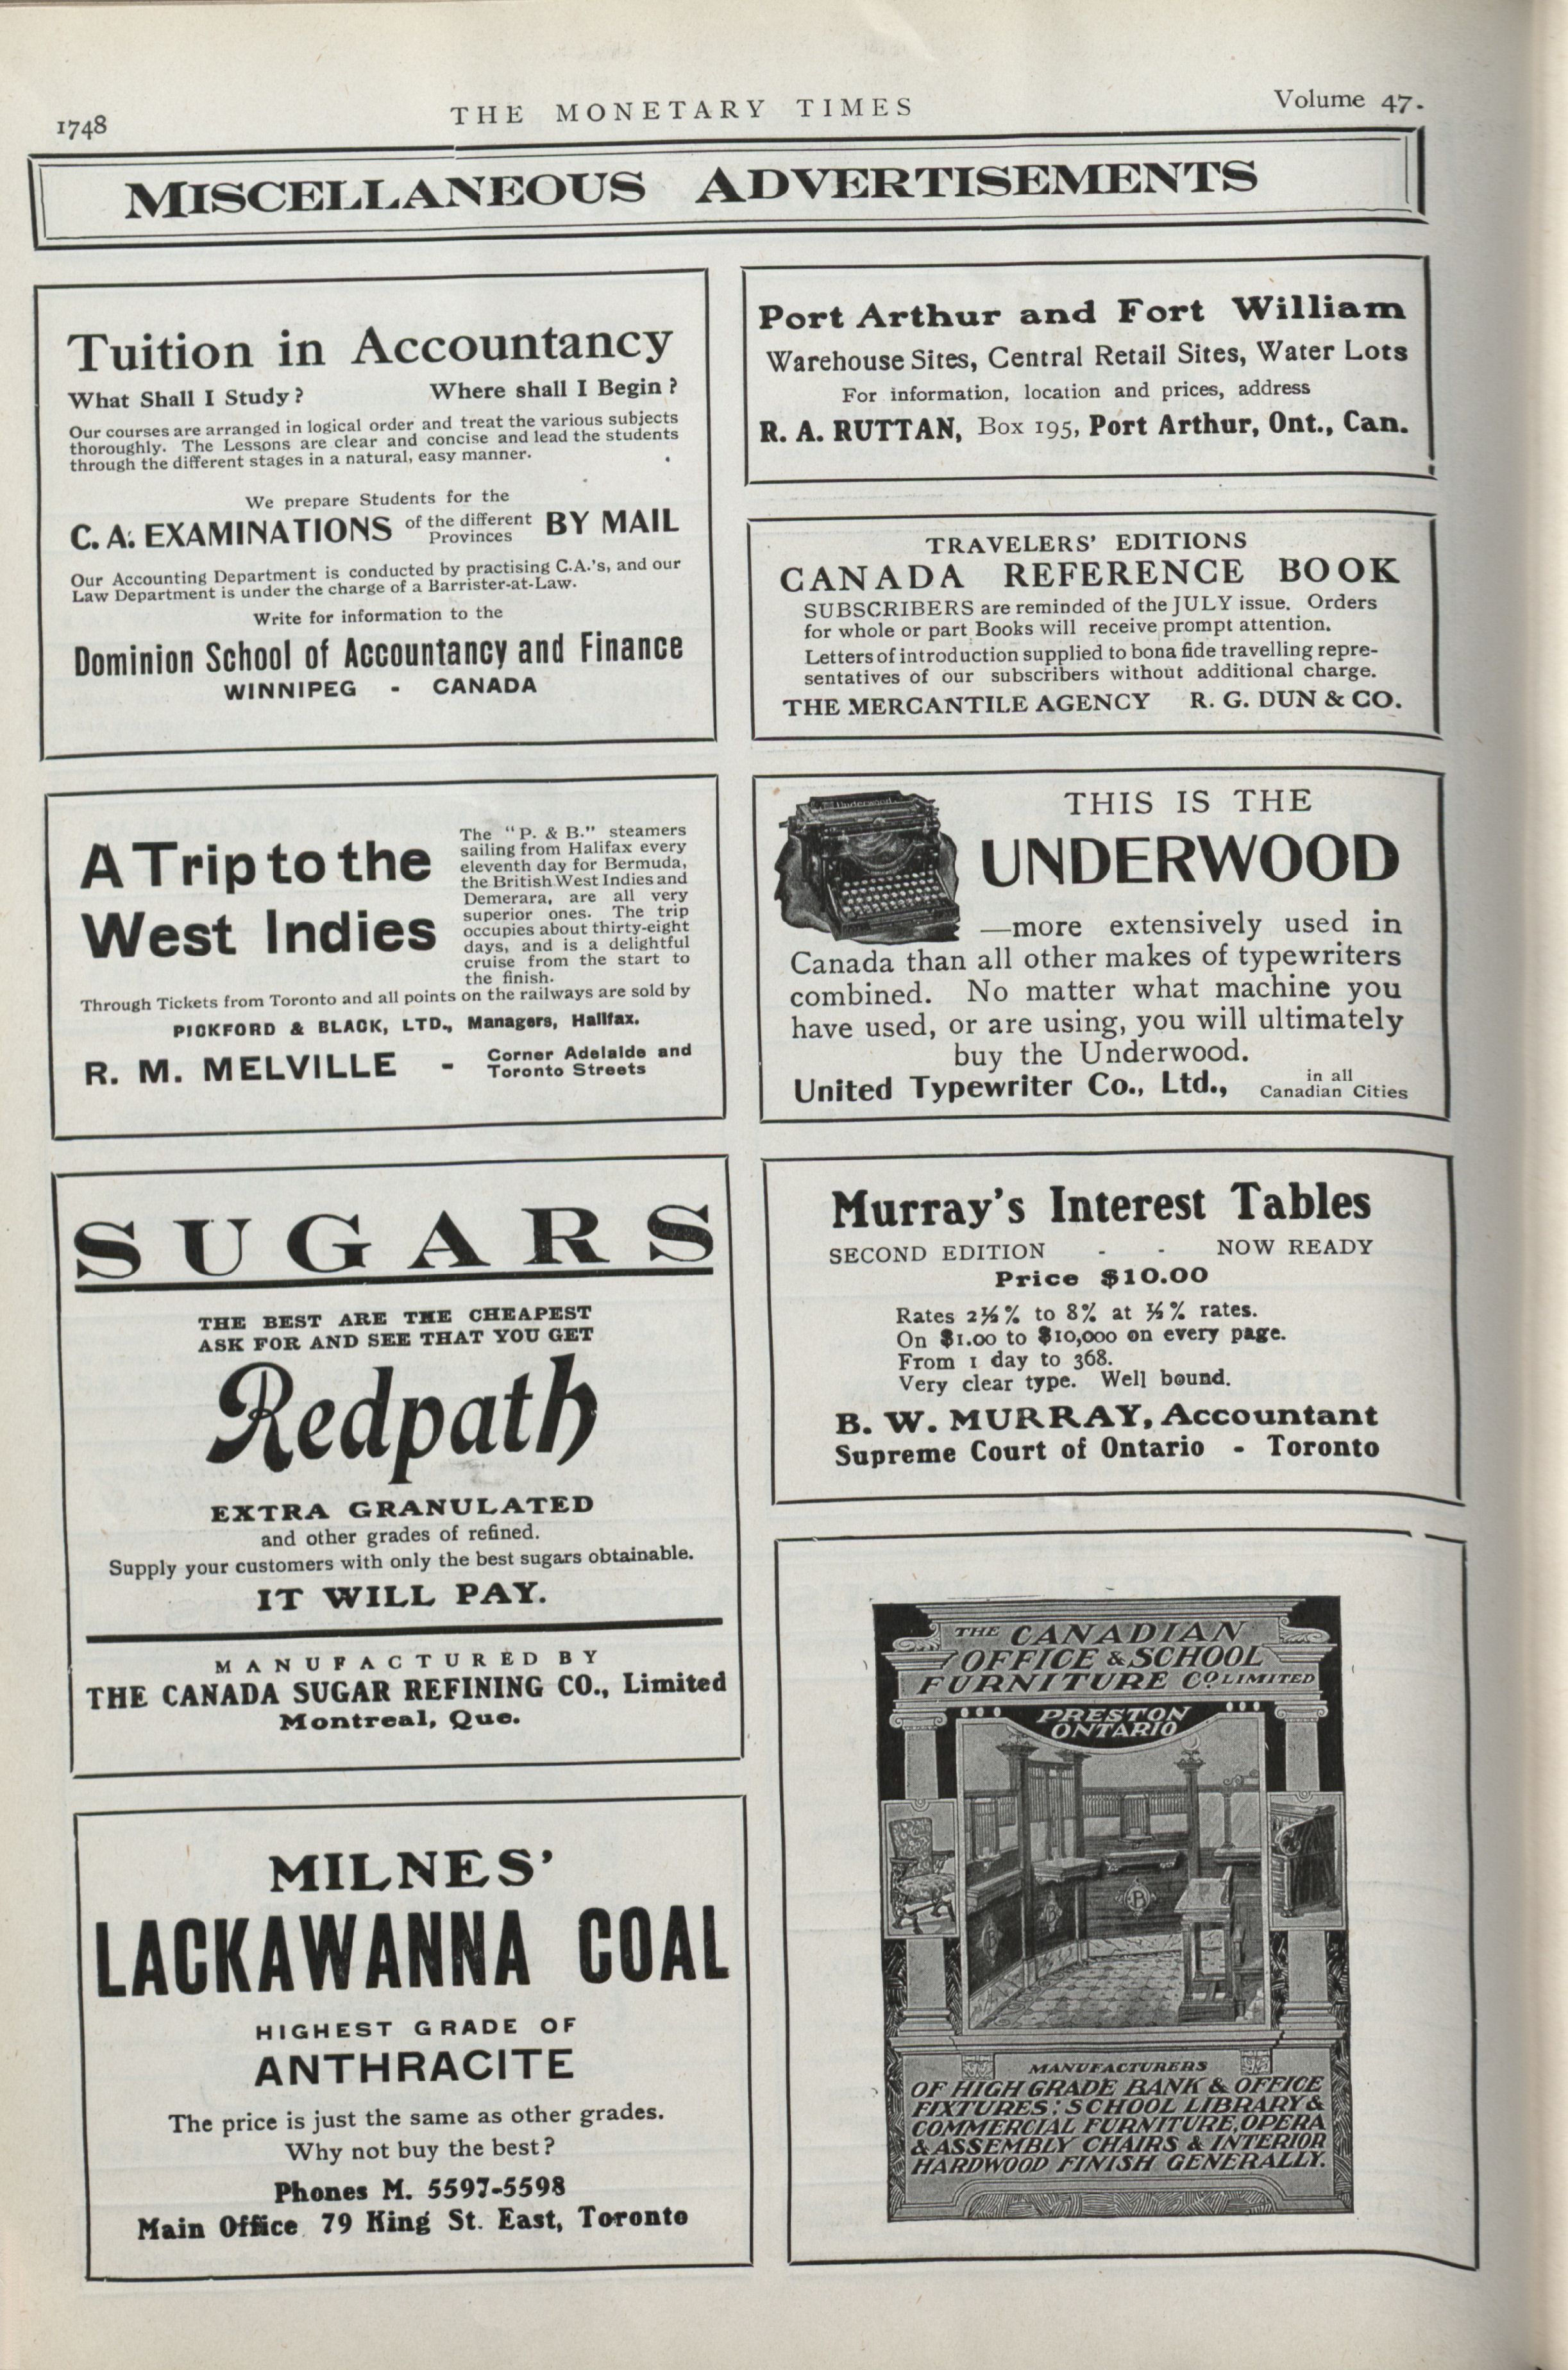 1748
THE MONETARY TIMES
Volume 47.
MISCELLANEOUS ADVERTISEMENTS
Tuition in Accountancy
What Shall I Study? Where shall I Begin?
Our courses are arranged in logical order and treat the various subjects
thoroughly. The Lessons are clear and concise and lead the students
through the different stages in a natural, easy manner.
We prepare Students for the
C. A. EXAMINATIONS of the different Provinces BY MAIL
Our Accounting Department is conducted by practising C.A.'s, and our
Law Department is under the charge of a Barrister-at-Law.
Write for information to the
Dominion School of Accountancy and Finance
WINNIPEG - CANADA
A Trip to the
West Indies
The "P. & B." steamers
sailing from Halifax every
eleventh day for Bermuda,
the British West Indies and
Demerara, are all very
superior ones. The trip
occupies about thirty-eight
days, and is a delightful
cruise from the start to
the finish.
Through Tickets from Toronto and all points on the railways are sold by
PICKFORD & BLACK, LTD., Managers, Halifax.
R. M. MELVILLE - Corner Adelaide and
Toronto Streets
SUGARS
THE BEST ARE THE CHEAPEST
ASK FOR AND SEE THAT YOU GET
Redpath
EXTRA GRANULATED
and other grades of refined.
Supply your customers with only the best sugars obtainable.
IT WILL PAY.
MANUFACTURED BY
THE CANADA SUGAR REFINING CO., Limited
Montreal, Que.
MILNES'
LACKAWANNA COAL
HIGHEST GRADE OF
ANTHRACITE
The price is just the same as other grades.
Why not buy the best?
Phones M. 5597-5598
Main Office 79 King St. East, Toronto
Port Arthur and Fort William
Warehouse Sites, Central Retail Sites, Water Lots
For information, location and prices, address
R. A. RUTTAN, Box 195, Port Arthur, Ont., Can.
TRAVELERS' EDITIONS
CANADA REFERENCE BOOK
SUBSCRIBERS are reminded of the JULY issue. Orders
for whole or part Books will receive prompt attention.
Letters of introduction supplied to bona fide travelling repre-
sentatives of our subscribers without additional charge.
THE MERCANTILE AGENCY R. G. DUN & CO.
Underwood
THIS IS THE
UNDERWOOD
—more extensively used in
Canada than all other makes of typewriters
combined. No matter what machine you
have used, or are using, you will ultimately
buy the Underwood.
United Typewriter Co., Ltd., in all
Canadian Cities
Murray's Interest Tables
SECOND EDITION - - NOW READY
Price $10.00
Rates 2½% to 8% at ½% rates.
On $1.00 to $10,000 on every page.
From 1 day to 368.
Very clear type. Well bound.
B. W. MURRAY, Accountant
Supreme Court of Ontario - Toronto
THE CANADIAN
OFFICE & SCHOOL
FURNITURE CO. LIMITED
PRESTON
ONTARIO
B
MANUFACTURERS
OF HIGH GRADE BANK & OFFICE
FIXTURES: SCHOOL LIBRARY &
COMMERCIAL FURNITURE, OPERA
& ASSEMBLY CHAIRS & INTERIOR
HARDWOOD FINISH GENERALLY.